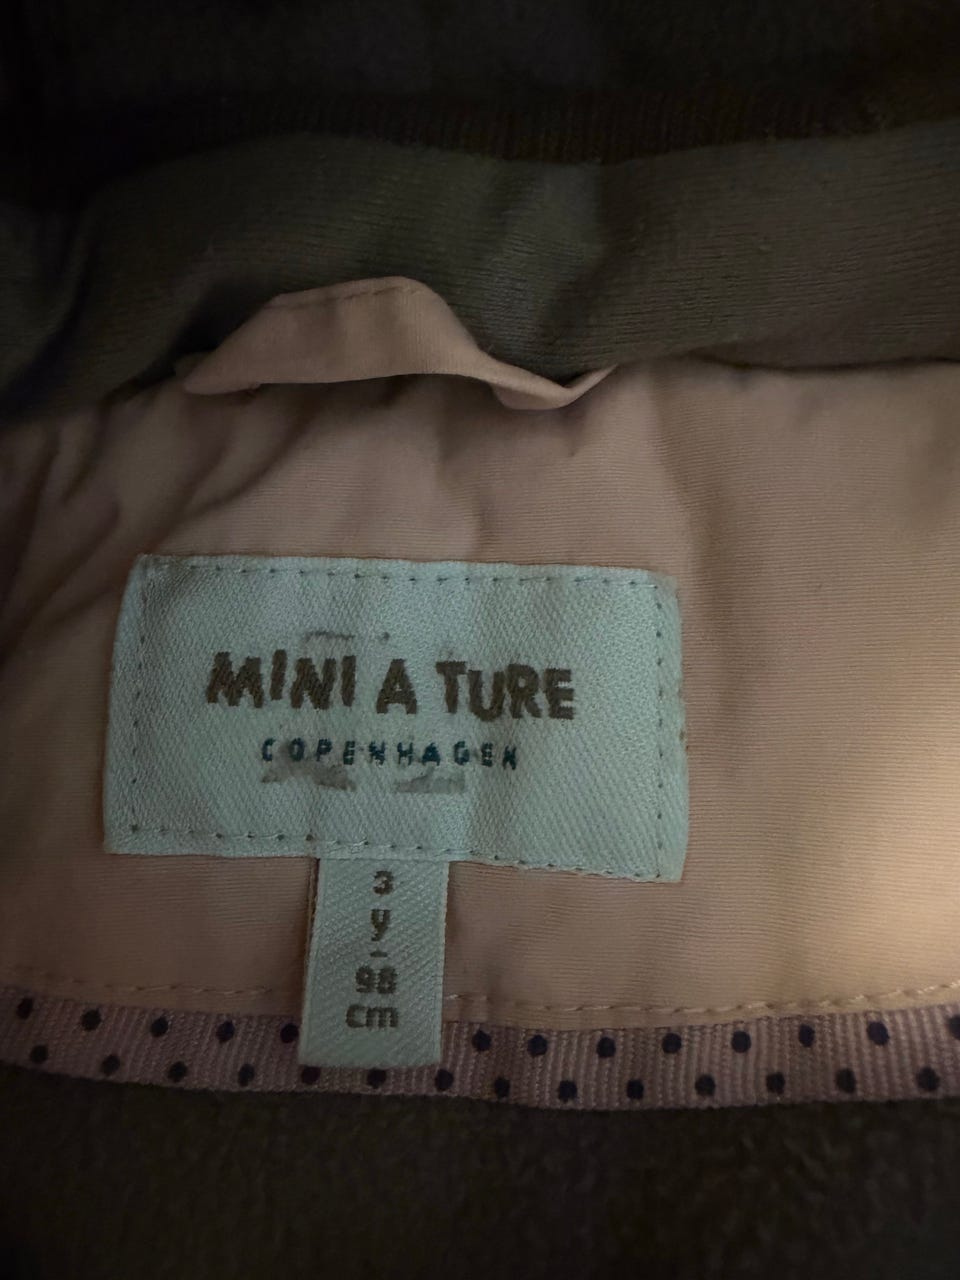 MINI A TURE
COPENHAGEN
3
y
-
98
cm